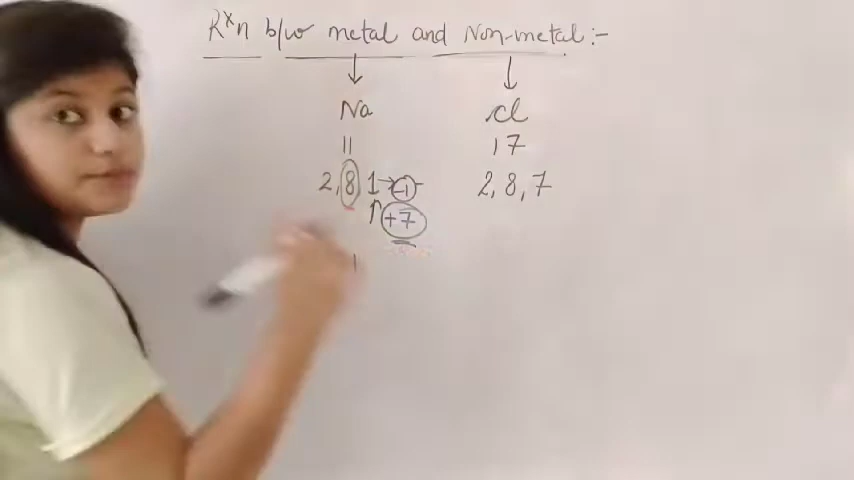 Rˣn b/w metal and Non-metal:-
↓ ↓
Na Cl
11 17
2, 8 1 → -1 2, 8, 7
↑ +7